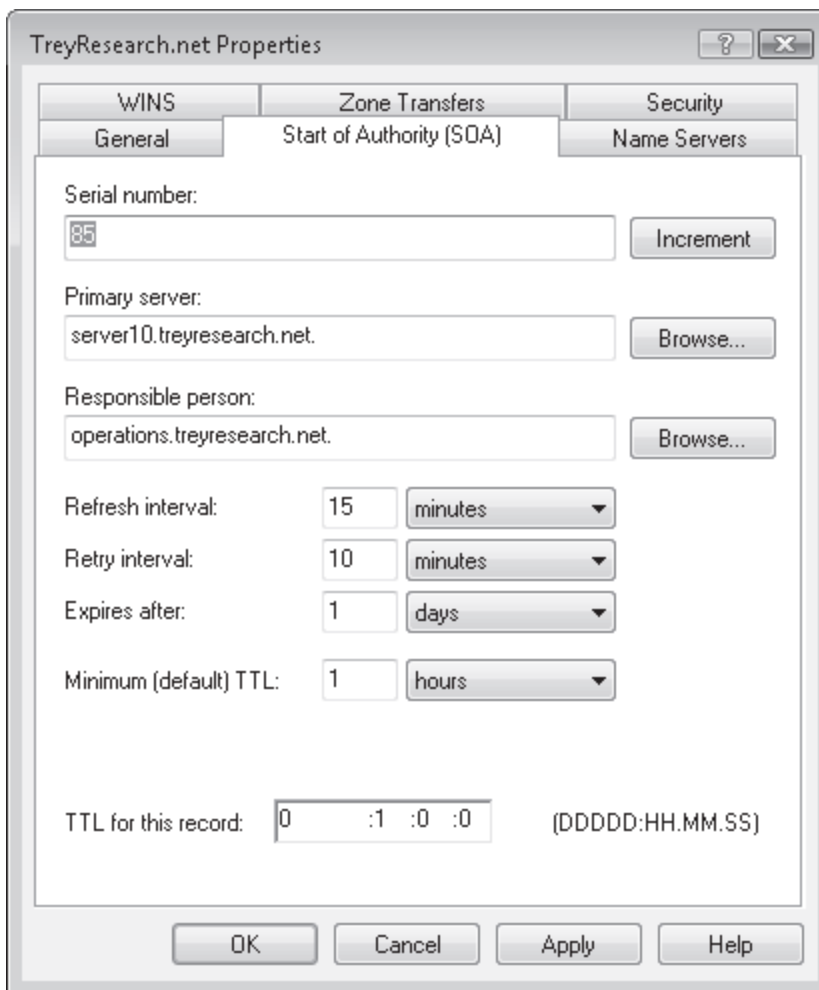 TreyResearch.net Properties
WINS Zone Transfers Security
General Start of Authority (SOA) Name Servers
Serial number:
85 Increment
Primary server:
server10.treyresearch.net. Browse...
Responsible person:
operations.treyresearch.net. Browse...
Refresh interval: 15 minutes
Retry interval: 10 minutes
Expires after: 1 days
Minimum (default) TTL: 1 hours
TTL for this record: 0 :1 :0 :0 (DDDDD:HH.MM.SS)
OK Cancel Apply Help